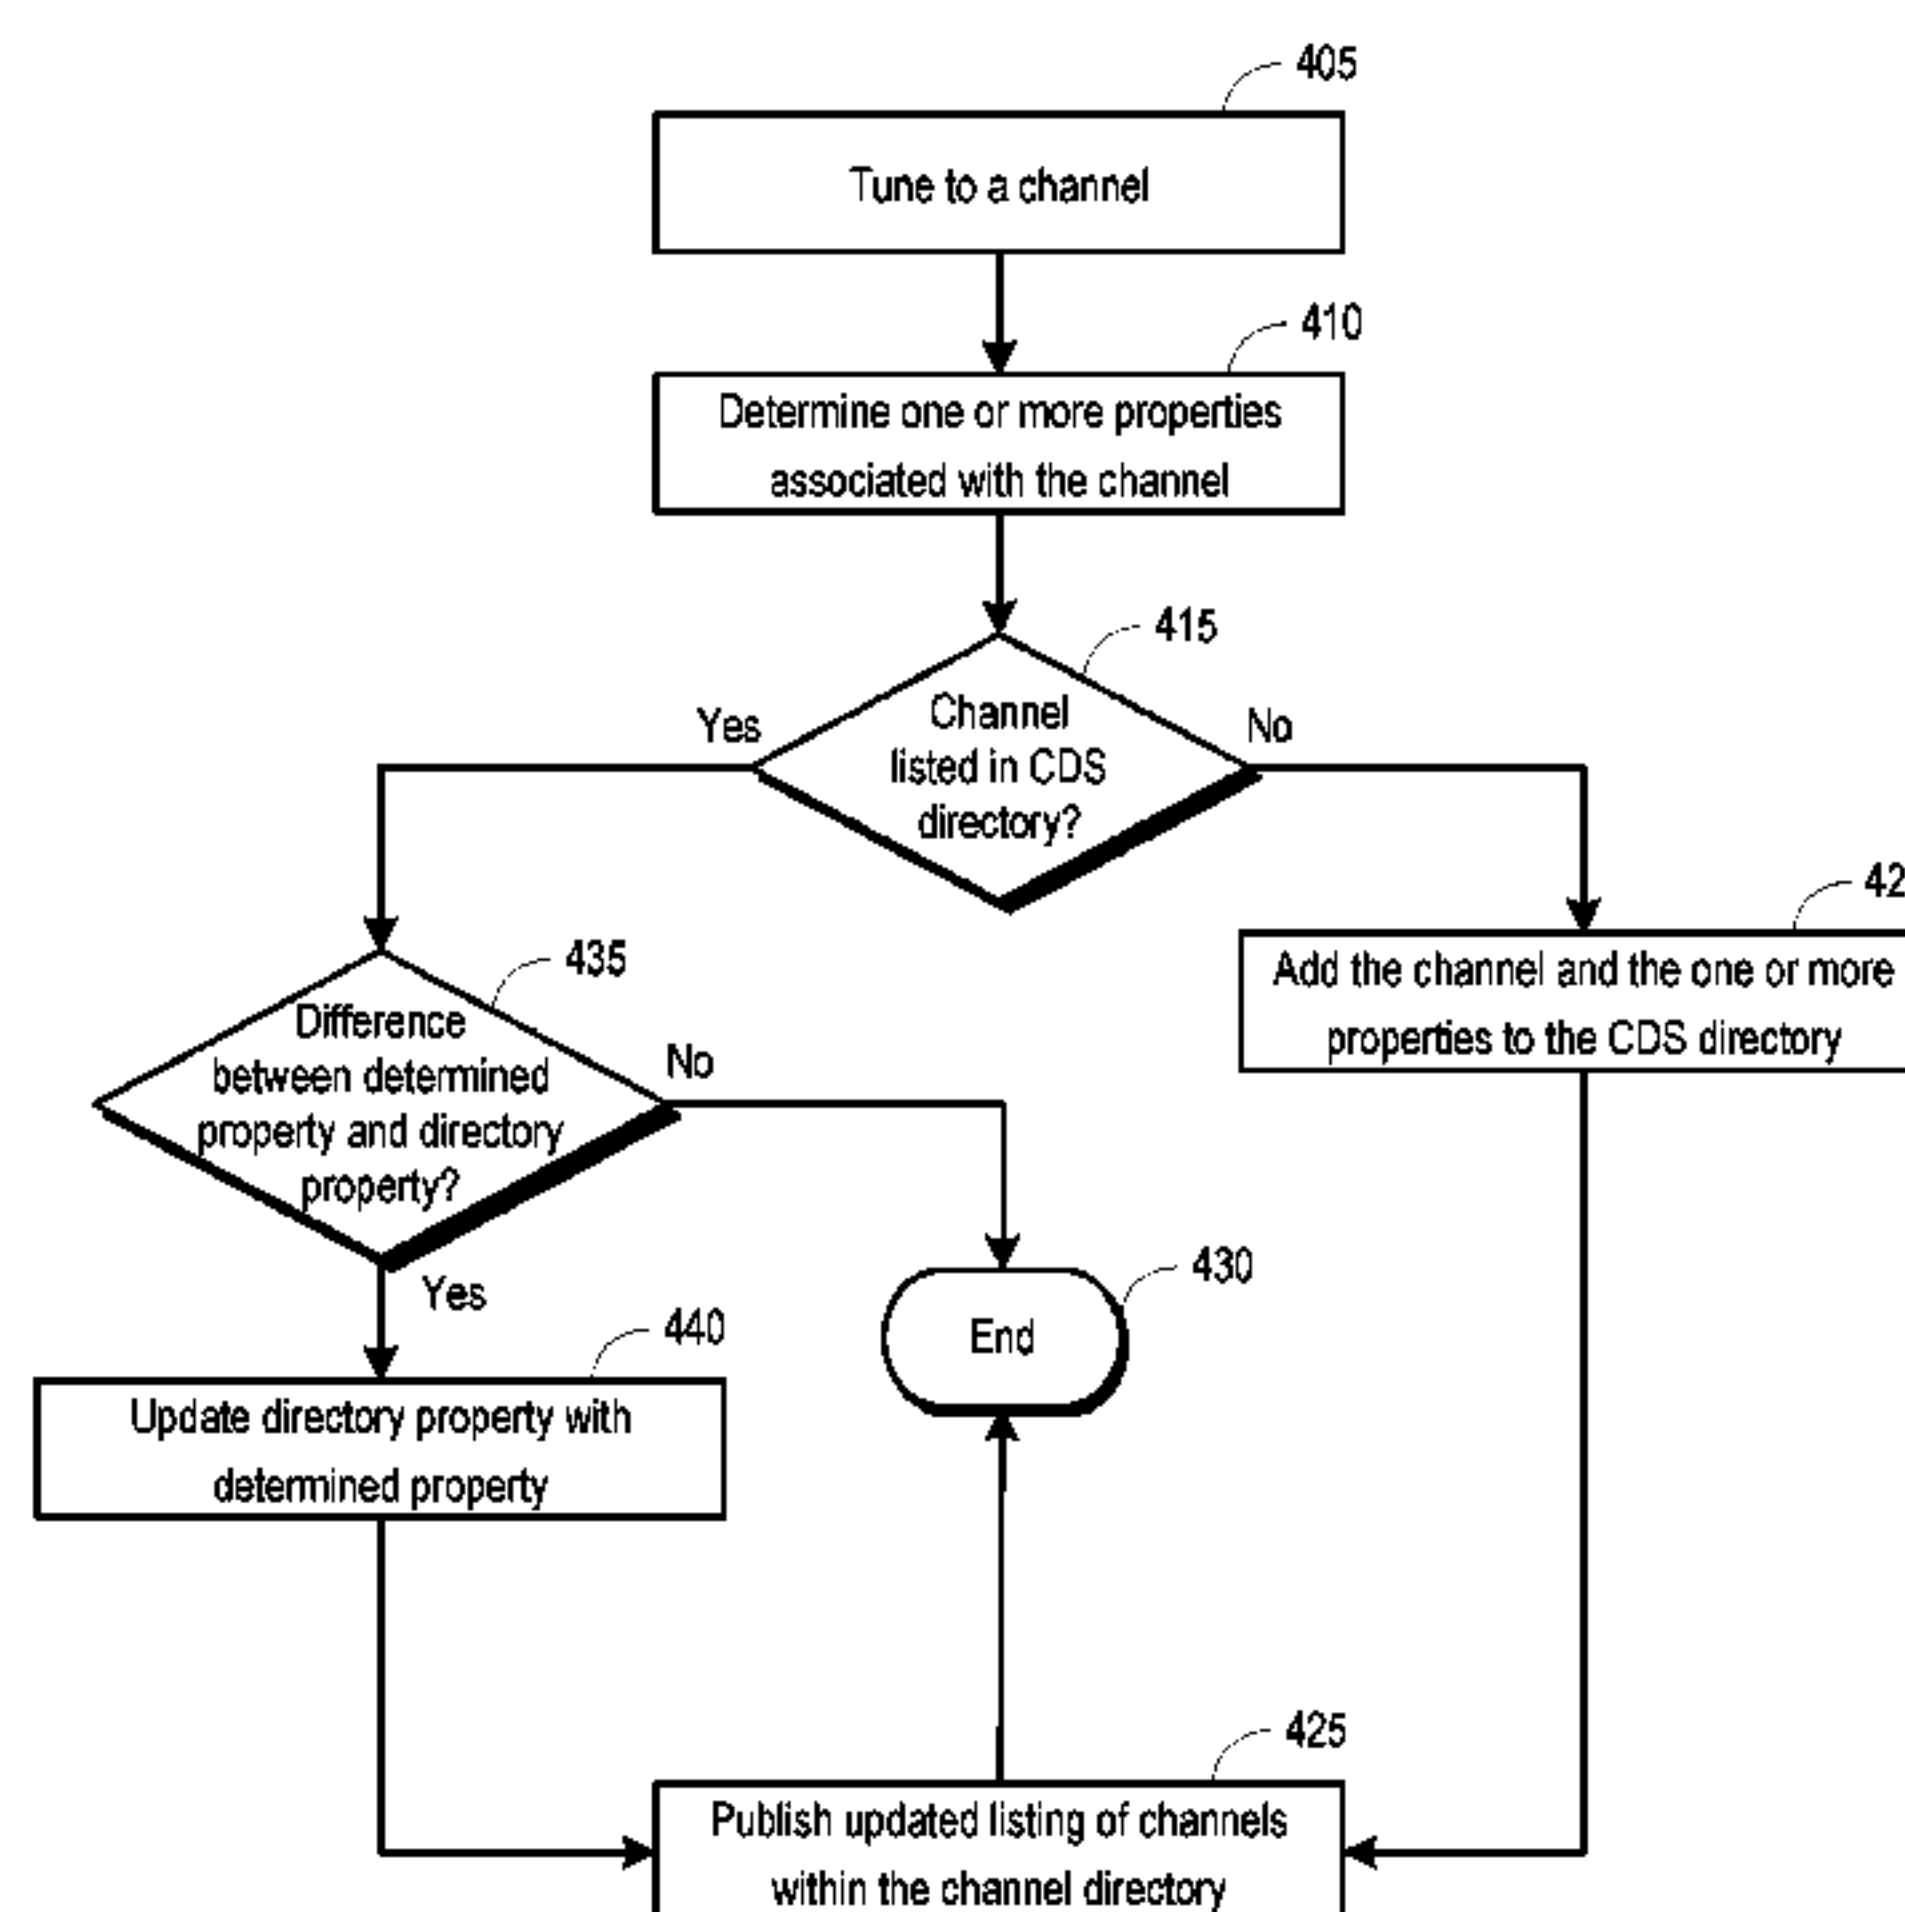 405
Tune to a channel
410
Determine one or more properties
associated with the channel
415
Channel
listed in CDS
directory?
Yes
No
42
Add the channel and the one or more
properties to the CDS directory
435
Difference
between determined
property and directory
property?
No
Yes
430
End
440
Update directory property with
determined property
425
Publish updated listing of channels
within the channel directory